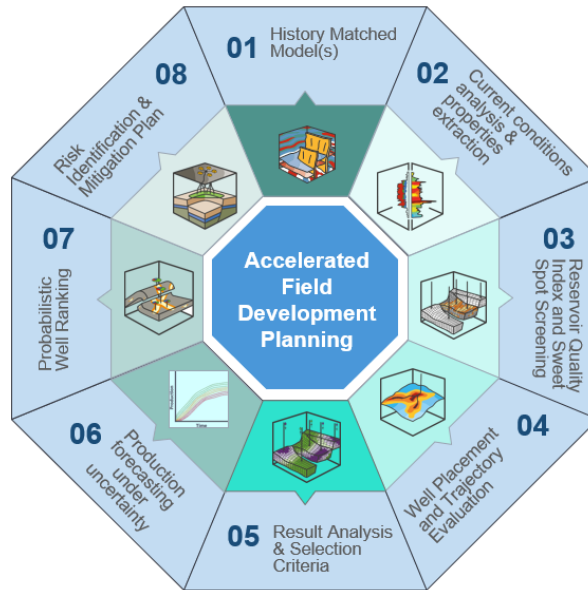 01
History Matched
Model(s)
02
Current conditions
analysis &
properties
extraction
03
Reservoir Quality
Index and Sweet
Spot Screening
04
Well Placement
and Trajectory
Evaluation
05
Result Analysis
& Selection
Criteria
06
Production
forecasting
under
uncertainty
07
Probabilistic
Well Ranking
08
Risk
Identification &
Mitigation Plan
Accelerated
Field
Development
Planning
Production
Time